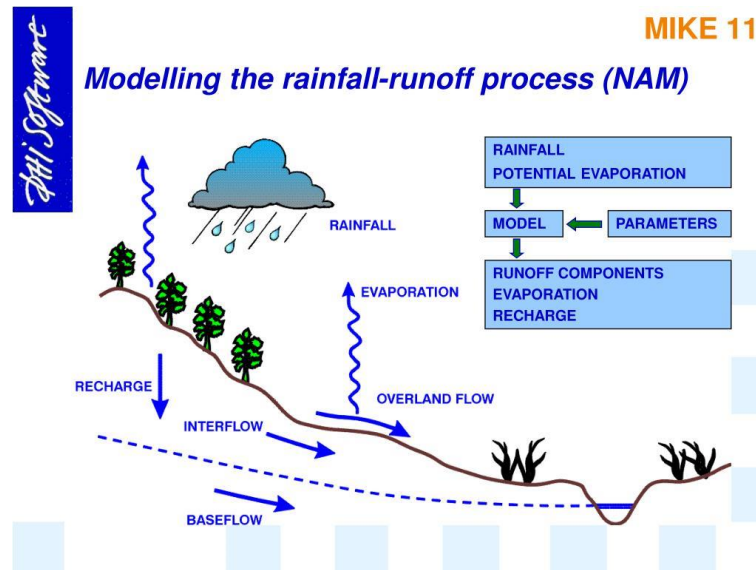 MIKE 11
DHI Software
Modelling the rainfall-runoff process (NAM)
RAINFALL
POTENTIAL EVAPORATION
MODEL
PARAMETERS
RUNOFF COMPONENTS
EVAPORATION
RECHARGE
RAINFALL
EVAPORATION
RECHARGE
OVERLAND FLOW
INTERFLOW
BASEFLOW